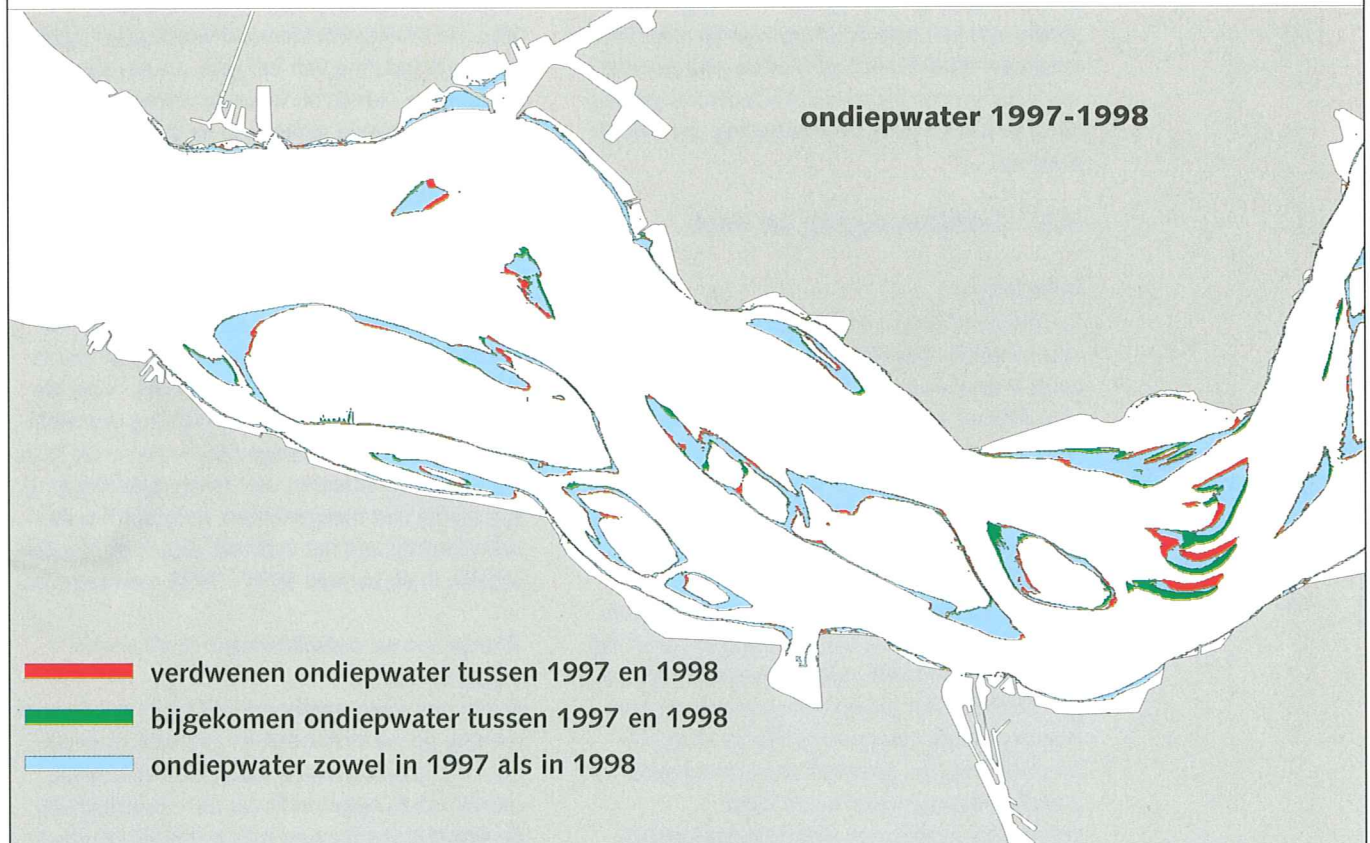 ondiepwater 1997-1998
verdwenen ondiepwater tussen 1997 en 1998
bijgekomen ondiepwater tussen 1997 en 1998
ondiepwater zowel in 1997 als in 1998